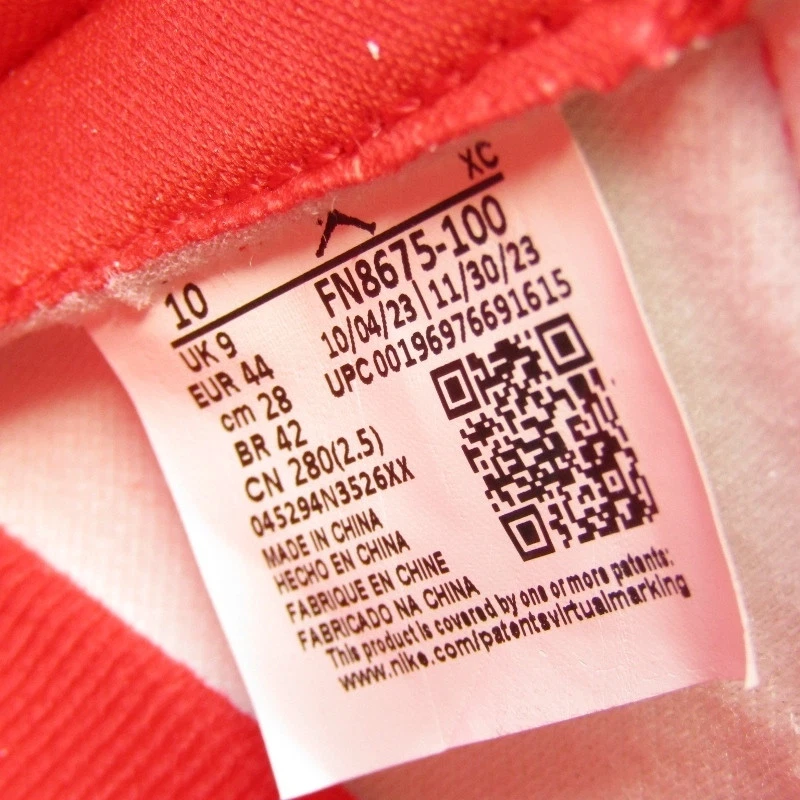 XC
10
FN8675-100
UK 9
10/04/23 | 11/30/23
EUR 44
UPC 00196976691615
cm 28
BR 42
CN 280(2.5)
045294N3526XX
MADE IN CHINA
HECHO EN CHINA
FABRIQUE EN CHINE
FABRICADO NA CHINA
This product is covered by one or more patents:
www.nike.com/patentsvirtualmarking